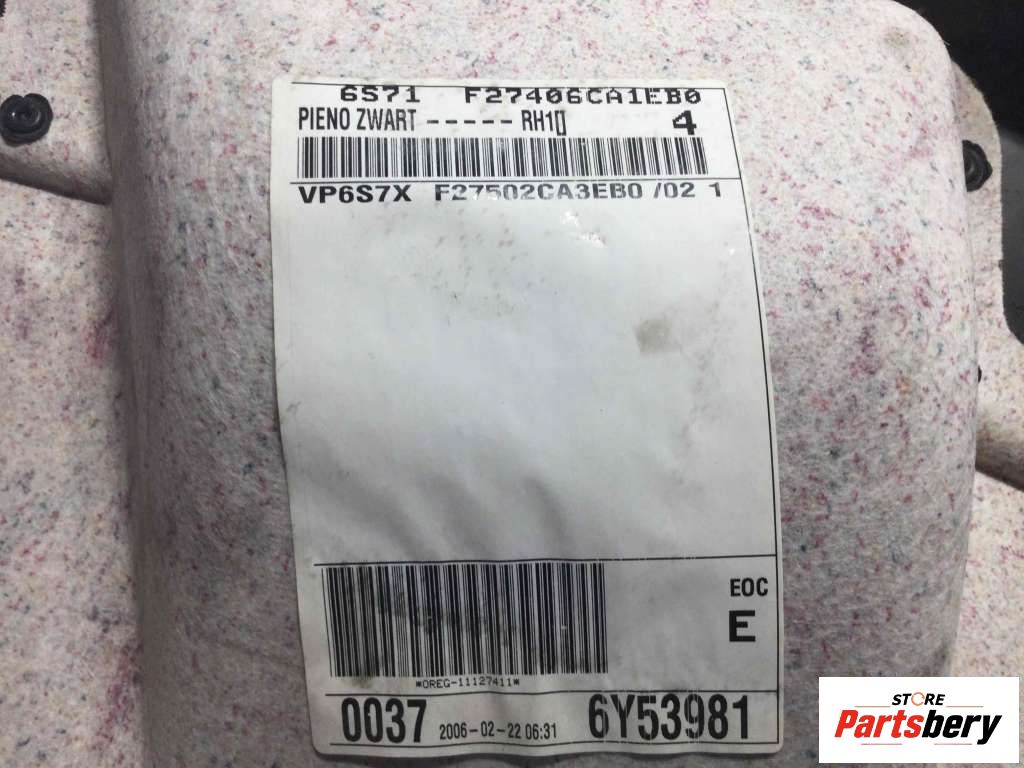 6S71 F27406CA1EB0
PIENO ZWART ----- RH1[] 4
VP6S7X F27502CA3EB0 /02 1
EOC
E
*OREG-11127411*
0037 2006-02-22 06:31 6Y53981
STORE
Partsbery